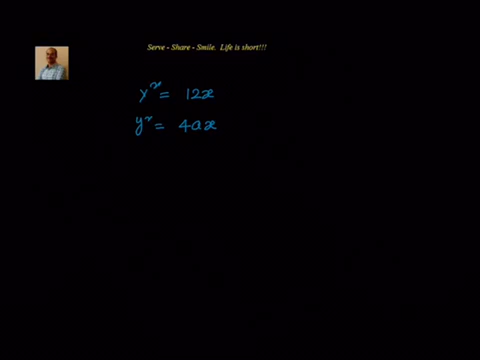 Serve - Share - Smile. Life is short!!!
y² = 12x
y² = 4ax